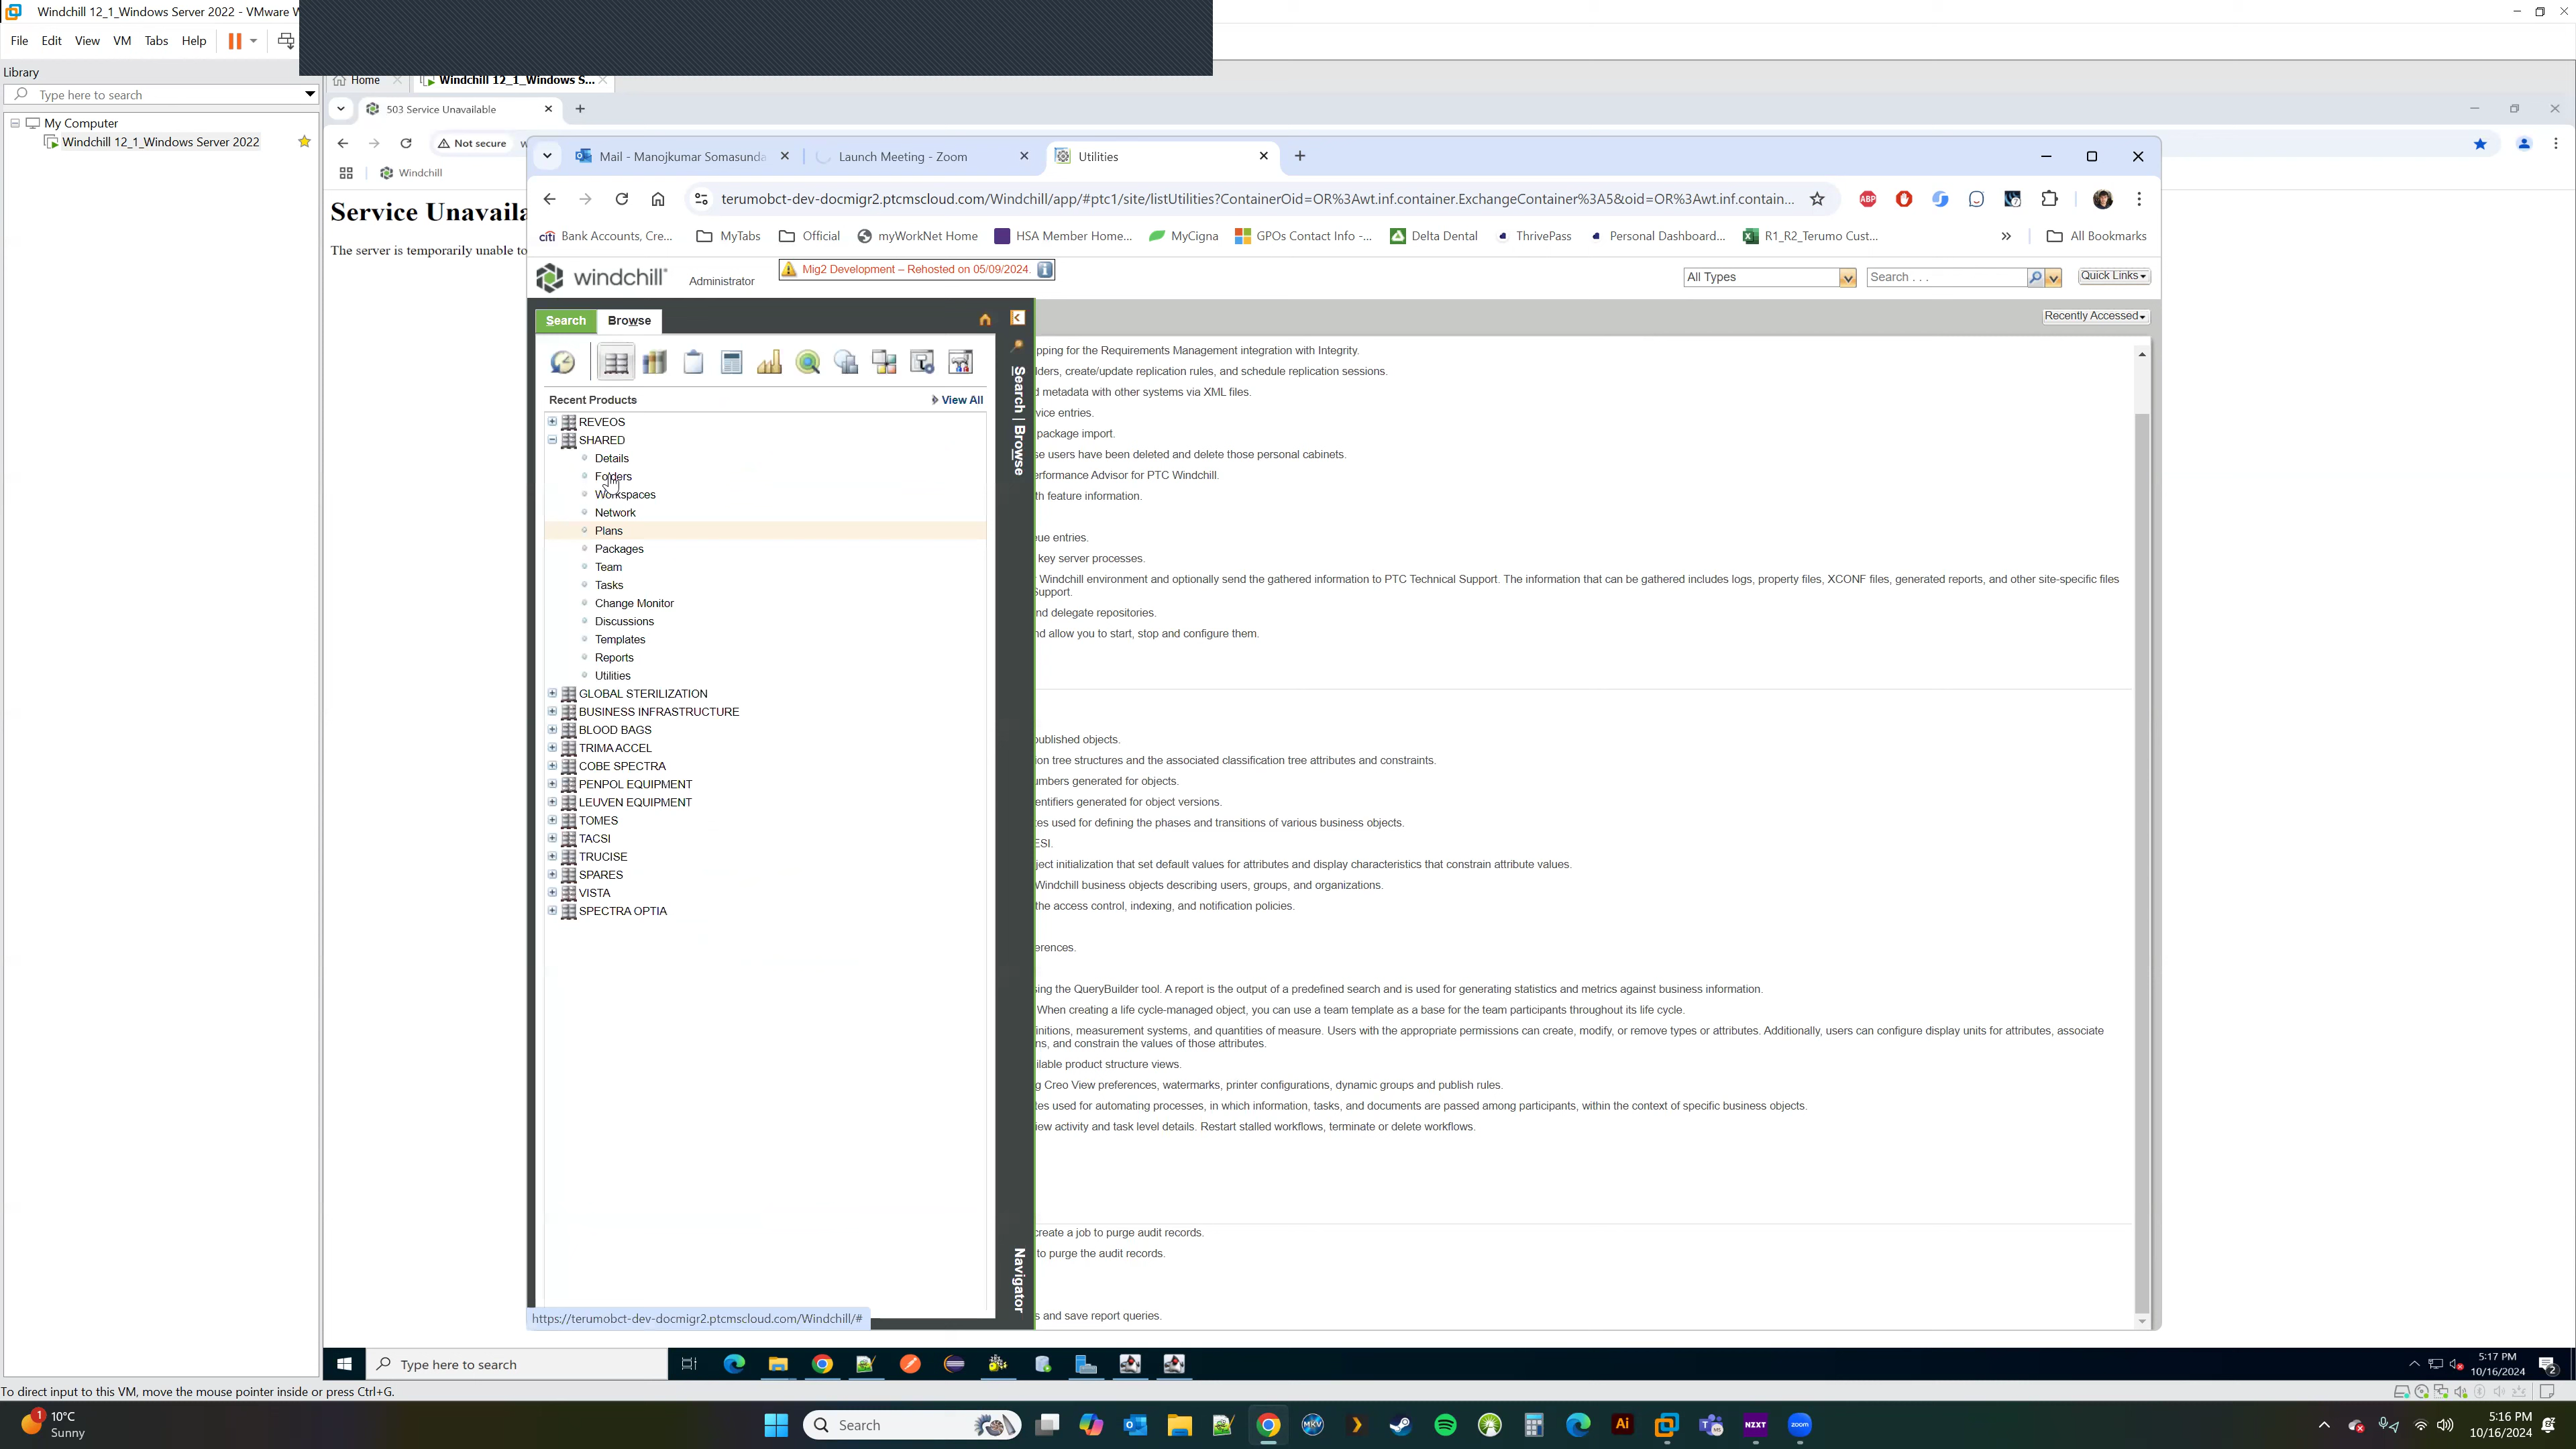 Windchill 12_1_Windows Server 2022 - VMware W
File Edit View VM Tabs Help
Library
Type here to search
My Computer
Windchill 12_1_Windows Server 2022
Home
Windchill 12_1_Windows S...
503 Service Unavailable
Not secure
Windchill
Service Unavaila
The server is temporarily unable to
Mail - Manojkumar Somasunda
Launch Meeting - Zoom
Utilities
terumobct-dev-docmigr2.ptcmscloud.com/Windchill/app/#ptc1/site/listUtilities?ContainerOid=OR%3Awt.inf.container.ExchangeContainer%3A5&oid=OR%3Awt.inf.contain...
ABP
citi Bank Accounts, Cre...
MyTabs
Official
myWorkNet Home
HSA Member Home...
MyCigna
GPOs Contact Info -...
Delta Dental
ThrivePass
Personal Dashboard...
R1_R2_Terumo Cust...
All Bookmarks
windchill
Administrator
Mig2 Development – Rehosted on 05/09/2024.
All Types
Search . . .
Quick Links
Search
Browse
Recently Accessed
Recent Products
View All
REVEOS
SHARED
Details
Folders
Workspaces
Network
Plans
Packages
Team
Tasks
Change Monitor
Discussions
Templates
Reports
Utilities
GLOBAL STERILIZATION
BUSINESS INFRASTRUCTURE
BLOOD BAGS
TRIMA ACCEL
COBE SPECTRA
PENPOL EQUIPMENT
LEUVEN EQUIPMENT
TOMES
TACSI
TRUCISE
SPARES
VISTA
SPECTRA OPTIA
Search | Browse
Navigator
pping for the Requirements Management integration with Integrity.
lders, create/update replication rules, and schedule replication sessions.
d metadata with other systems via XML files.
vice entries.
package import.
se users have been deleted and delete those personal cabinets.
erformance Advisor for PTC Windchill.
th feature information.
ue entries.
key server processes.
Windchill environment and optionally send the gathered information to PTC Technical Support. The information that can be gathered includes logs, property files, XCONF files, generated reports, and other site-specific files
Support.
nd delegate repositories.
nd allow you to start, stop and configure them.
ublished objects.
on tree structures and the associated classification tree attributes and constraints.
umbers generated for objects.
entifiers generated for object versions.
tes used for defining the phases and transitions of various business objects.
ESI.
ject initialization that set default values for attributes and display characteristics that constrain attribute values.
Windchill business objects describing users, groups, and organizations.
the access control, indexing, and notification policies.
erences.
sing the QueryBuilder tool. A report is the output of a predefined search and is used for generating statistics and metrics against business information.
When creating a life cycle-managed object, you can use a team template as a base for the team participants throughout its life cycle.
initions, measurement systems, and quantities of measure. Users with the appropriate permissions can create, modify, or remove types or attributes. Additionally, users can configure display units for attributes, associate
ns, and constrain the values of those attributes.
ilable product structure views.
g Creo View preferences, watermarks, printer configurations, dynamic groups and publish rules.
tes used for automating processes, in which information, tasks, and documents are passed among participants, within the context of specific business objects.
iew activity and task level details. Restart stalled workflows, terminate or delete workflows.
create a job to purge audit records.
to purge the audit records.
s and save report queries.
https://terumobct-dev-docmigr2.ptcmscloud.com/Windchill/#
Type here to search
5:17 PM
10/16/2024
2
To direct input to this VM, move the mouse pointer inside or press Ctrl+G.
1
10°C
Sunny
Search
MKV
Ai
NZXT
zoom
5:16 PM
10/16/2024